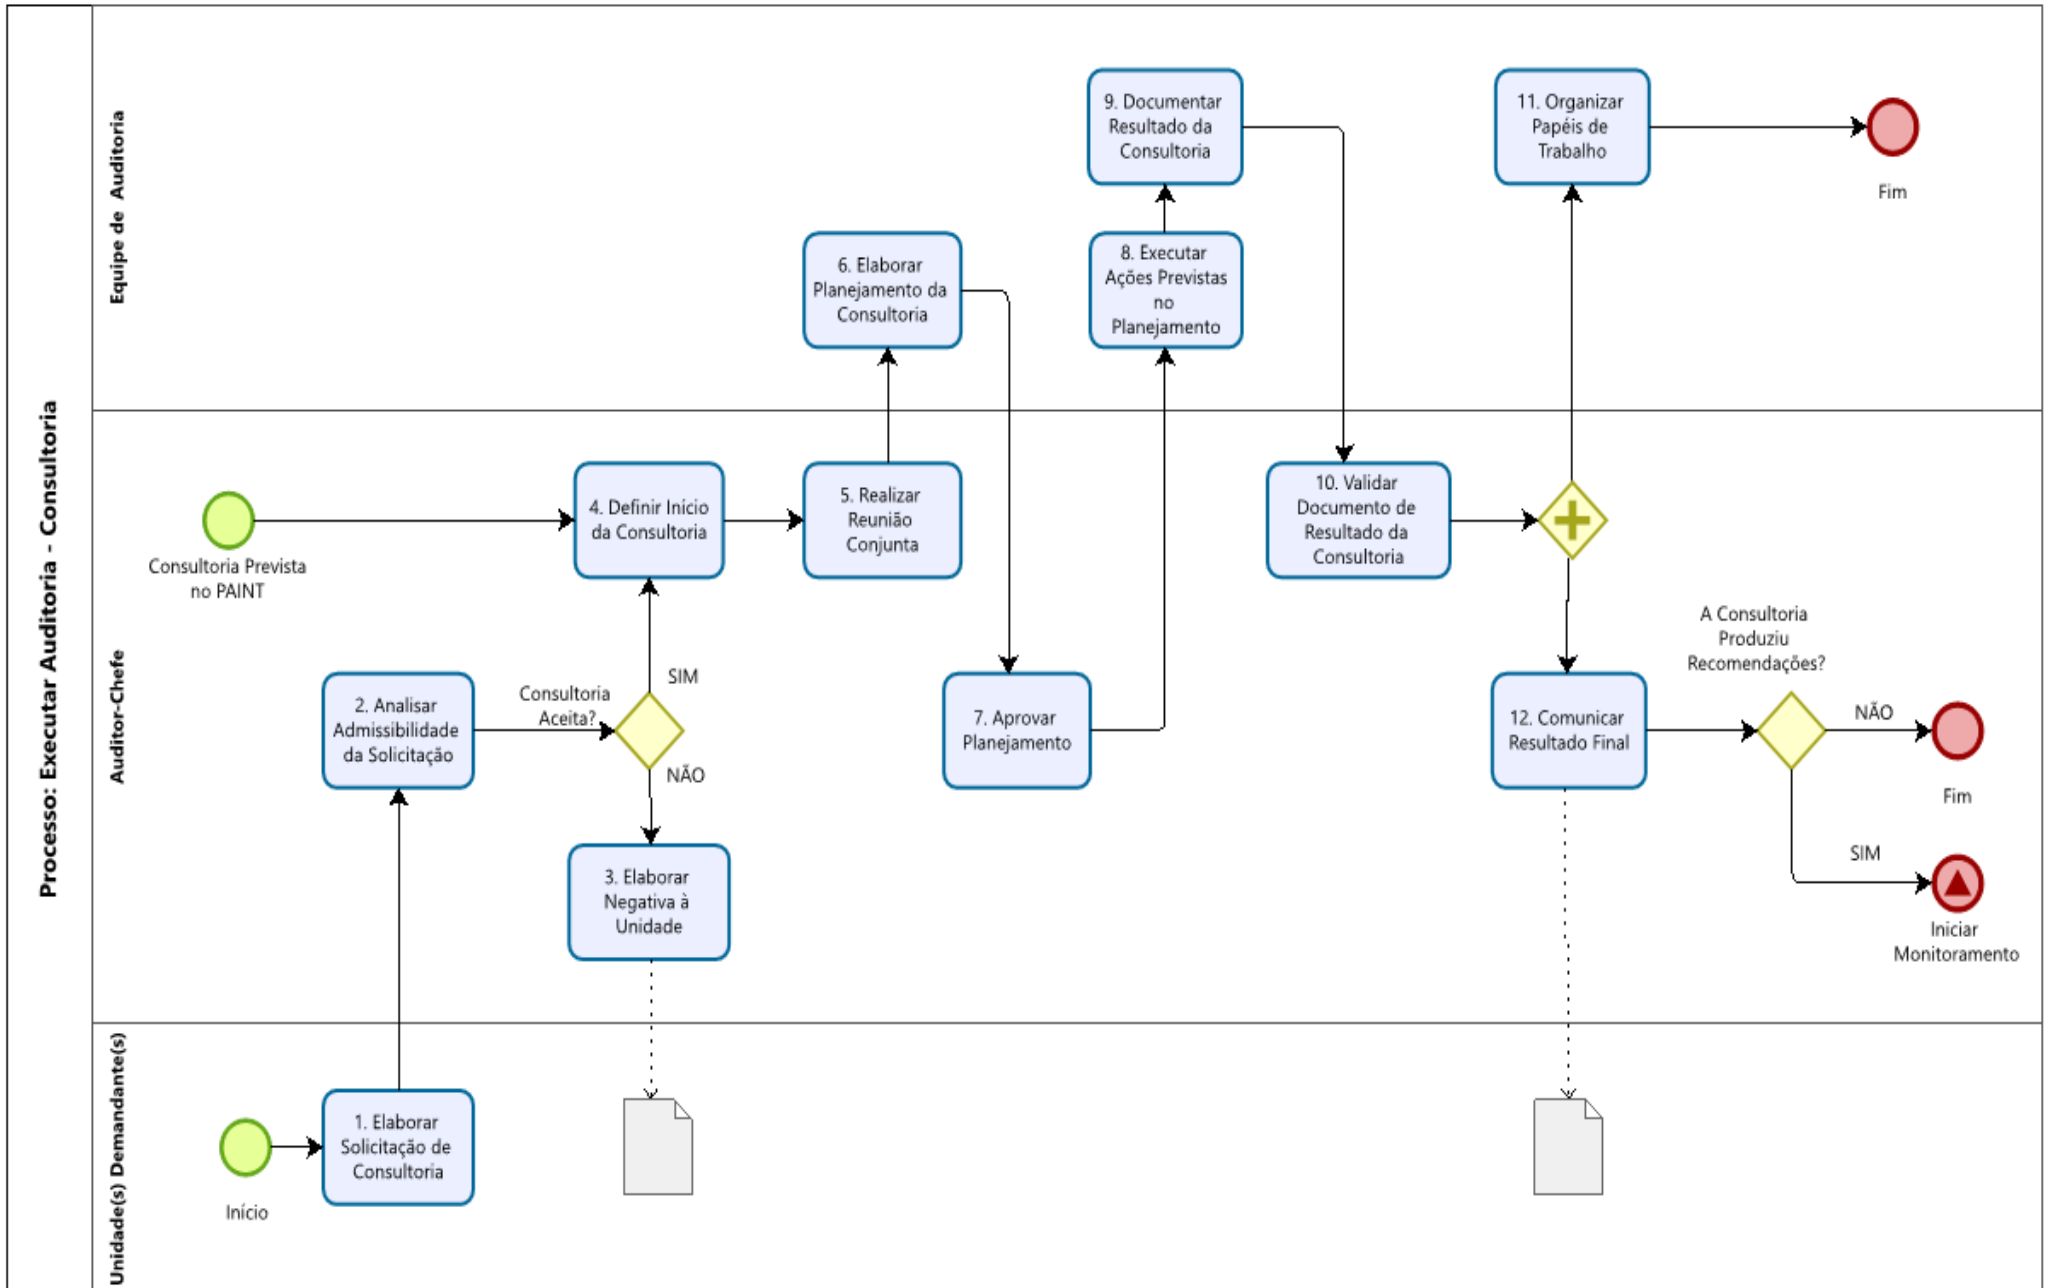 Processo: Executar Auditoria - Consultoria
Equipe de Auditoria
9. Documentar
Resultado da
Consultoria
11. Organizar
Papéis de
Trabalho
Fim
6. Elaborar
Planejamento da
Consultoria
8. Executar
Ações Previstas
no
Planejamento
Auditor-Chefe
Consultoria Prevista
no PAINT
4. Definir Início
da Consultoria
5. Realizar
Reunião
Conjunta
10. Validar
Documento de
Resultado da
Consultoria
2. Analisar
Admissibilidade
da Solicitação
Consultoria
Aceita?
SIM
NÃO
3. Elaborar
Negativa à
Unidade
7. Aprovar
Planejamento
12. Comunicar
Resultado Final
A Consultoria
Produziu
Recomendações?
NÃO
Fim
SIM
Iniciar
Monitoramento
Unidade(s) Demandante(s)
Início
1. Elaborar
Solicitação de
Consultoria